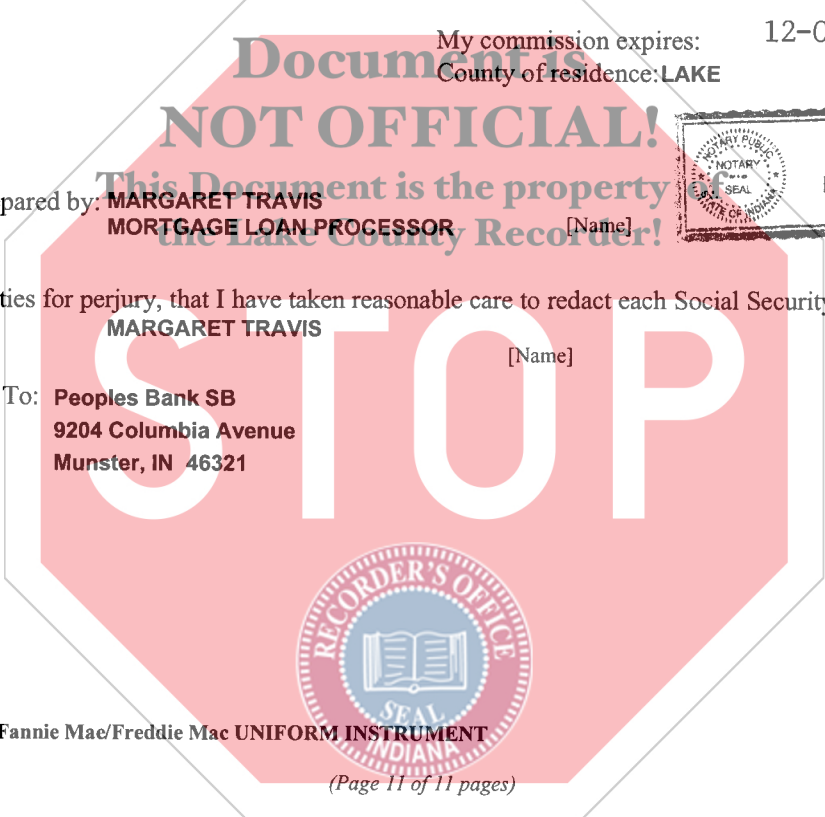 My commission expires: 12-0
County of residence: LAKE
Document is
NOT OFFICIAL!
This Document is the property of
the Lake County Recorder!
NOTARY PUBLIC
NOTARY
SEAL
STATE OF INDIANA
pared by: MARGARET TRAVIS
MORTGAGE LOAN PROCESSOR [Name]
ties for perjury, that I have taken reasonable care to redact each Social Security
MARGARET TRAVIS
[Name]
STOP
To: Peoples Bank SB
9204 Columbia Avenue
Munster, IN 46321
RECORDER'S OFFICE
SEAL
INDIANA
Fannie Mae/Freddie Mac UNIFORM INSTRUMENT
(Page 11 of 11 pages)